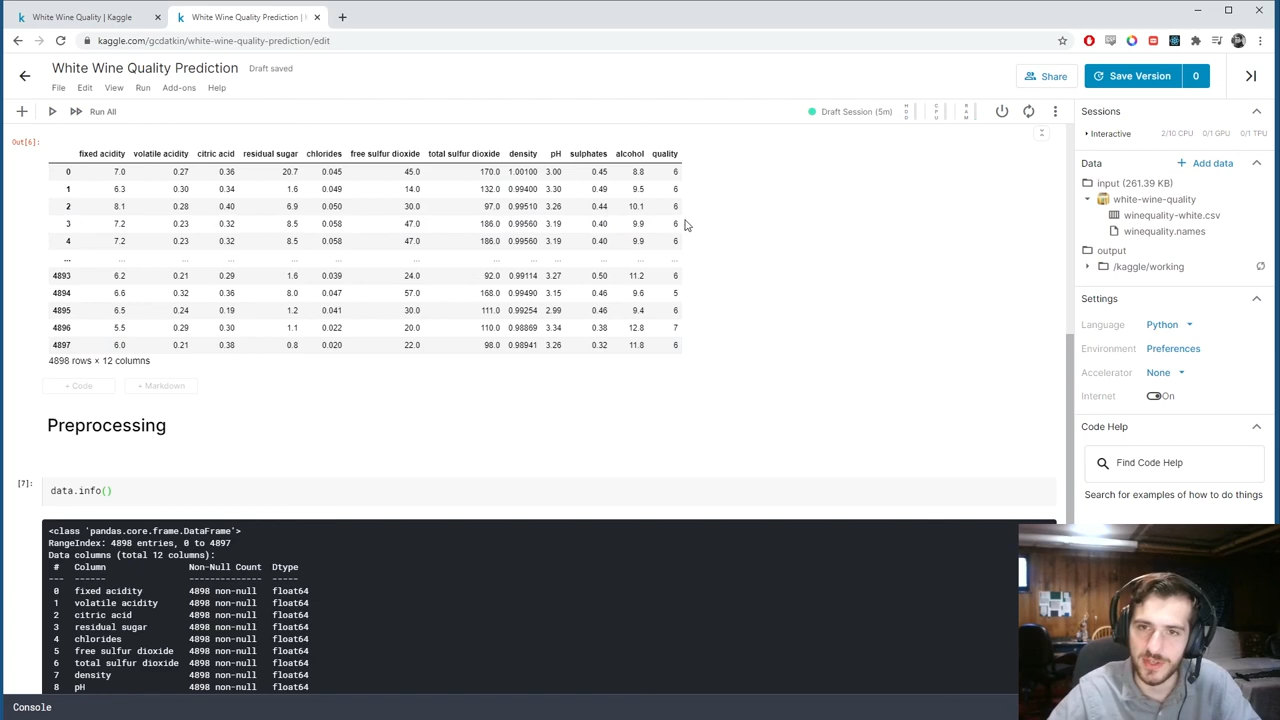 White Wine Quality | Kaggle
White Wine Quality Prediction |
kaggle.com/gcdatkin/white-wine-quality-prediction/edit
White Wine Quality Prediction
Draft saved
Share
Save Version
0
File Edit View Run Add-ons Help
Run All
Draft Session (5m)
HDD
CPU
RAM
Out[6]:
fixed acidity volatile acidity citric acid residual sugar chlorides free sulfur dioxide total sulfur dioxide density pH sulphates alcohol quality
0 7.0 0.27 0.36 20.7 0.045 45.0 170.0 1.00100 3.00 0.45 8.8 6
1 6.3 0.30 0.34 1.6 0.049 14.0 132.0 0.99400 3.30 0.49 9.5 6
2 8.1 0.28 0.40 6.9 0.050 30.0 97.0 0.99510 3.26 0.44 10.1 6
3 7.2 0.23 0.32 8.5 0.058 47.0 186.0 0.99560 3.19 0.40 9.9 6
4 7.2 0.23 0.32 8.5 0.058 47.0 186.0 0.99560 3.19 0.40 9.9 6
... ... ... ... ... ... ... ... ... ... ... ... ...
4893 6.2 0.21 0.29 1.6 0.039 24.0 92.0 0.99114 3.27 0.50 11.2 6
4894 6.6 0.32 0.36 8.0 0.047 57.0 168.0 0.99490 3.15 0.46 9.6 5
4895 6.5 0.24 0.19 1.2 0.041 30.0 111.0 0.99254 2.99 0.46 9.4 6
4896 5.5 0.29 0.30 1.1 0.022 20.0 110.0 0.98869 3.34 0.38 12.8 7
4897 6.0 0.21 0.38 0.8 0.020 22.0 98.0 0.98941 3.26 0.32 11.8 6
4898 rows × 12 columns
+ Code
+ Markdown
Preprocessing
[7]:
data.info()
<class 'pandas.core.frame.DataFrame'>
RangeIndex: 4898 entries, 0 to 4897
Data columns (total 12 columns):
# Column Non-Null Count Dtype
--- ------ -------------- -----
0 fixed acidity 4898 non-null float64
1 volatile acidity 4898 non-null float64
2 citric acid 4898 non-null float64
3 residual sugar 4898 non-null float64
4 chlorides 4898 non-null float64
5 free sulfur dioxide 4898 non-null float64
6 total sulfur dioxide 4898 non-null float64
7 density 4898 non-null float64
8 pH 4898 non-null float64
Console
Sessions
Interactive 2/10 CPU 0/1 GPU 0/1 TPU
Data
+ Add data
input (261.39 KB)
white-wine-quality
winequality-white.csv
winequality.names
output
/kaggle/working
Settings
Language Python
Environment Preferences
Accelerator None
Internet On
Code Help
Find Code Help
Search for examples of how to do things